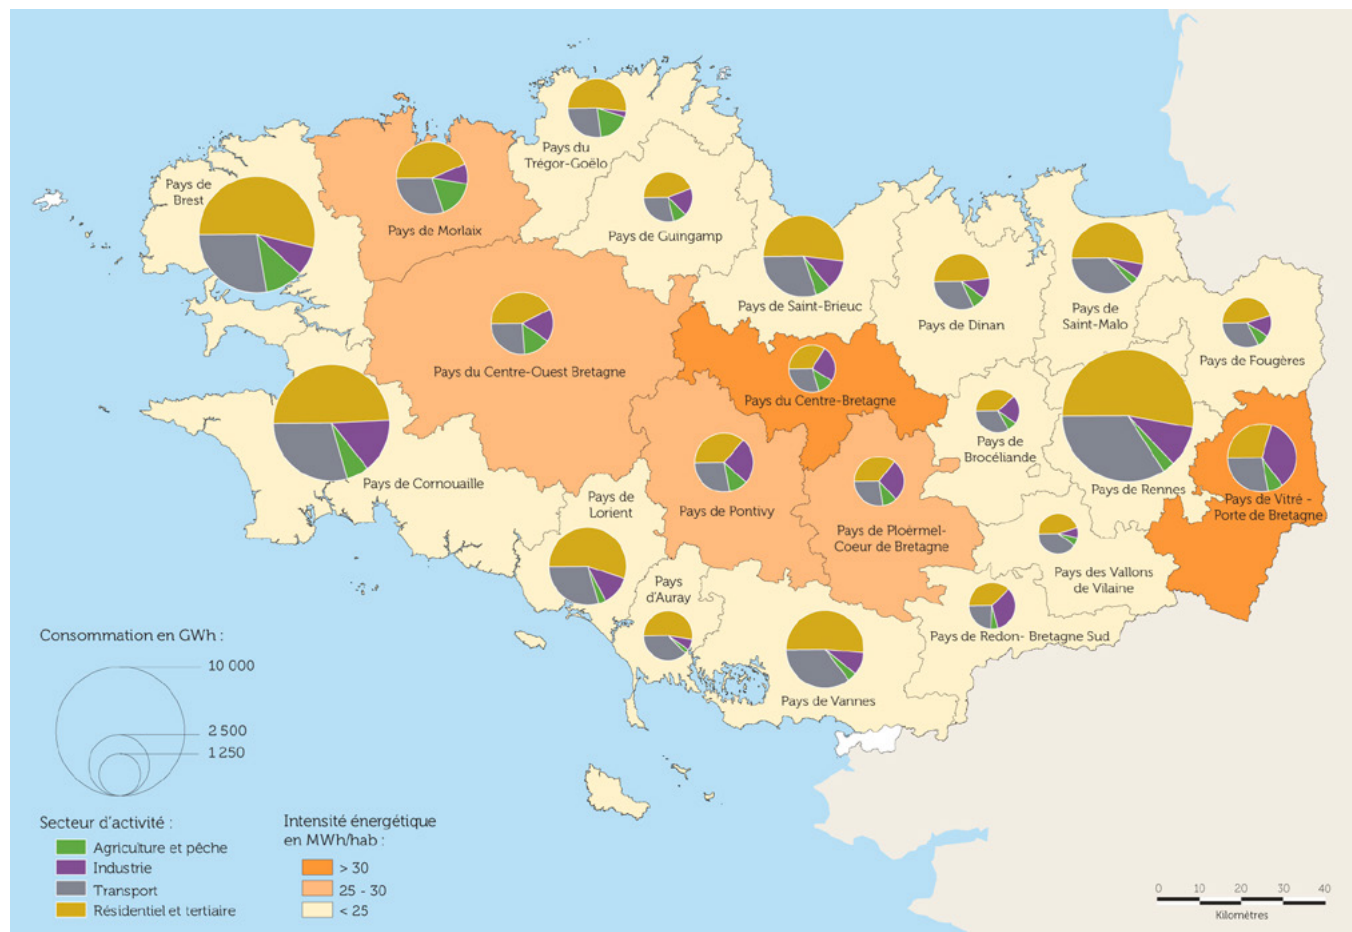 Pays du
Trégor-Goëlo
Pays de
Brest
Pays de Morlaix
Pays de Guingamp
Pays de Saint-Brieuc
Pays de Dinan
Pays de
Saint-Malo
Pays de Fougères
Pays du Centre-Ouest Bretagne
Pays du Centre-Bretagne
Pays de
Brocéliande
Pays de Rennes
Pays de Vitré -
Porte de Bretagne
Pays de Cornouaille
Pays de
Lorient
Pays de Pontivy
Pays de Ploërmel-
Coeur de Bretagne
Pays des Vallons
de Vilaine
Pays
d'Auray
Pays de Redon- Bretagne Sud
Pays de Vannes
Consommation en GWh :
10 000
2 500
1 250
Secteur d'activité :
Agriculture et pêche
Industrie
Transport
Résidentiel et tertiaire
Intensité énergétique
en MWh/hab :
> 30
25 - 30
< 25
0 10 20 30 40
Kilomètres